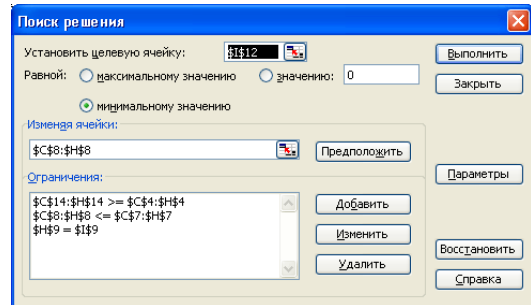 Поиск решения
Установить целевую ячейку: $I$12
Выполнить
Равной: максимальному значению значению: 0
Закрыть
минимальному значению
Изменяя ячейки:
$C$8:$H$8
Предположить
Параметры
Ограничения:
$C$14:$H$14 >= $C$4:$H$4
$C$8:$H$8 <= $C$7:$H$7
$H$9 = $I$9
Добавить
Изменить
Удалить
Восстановить
Справка